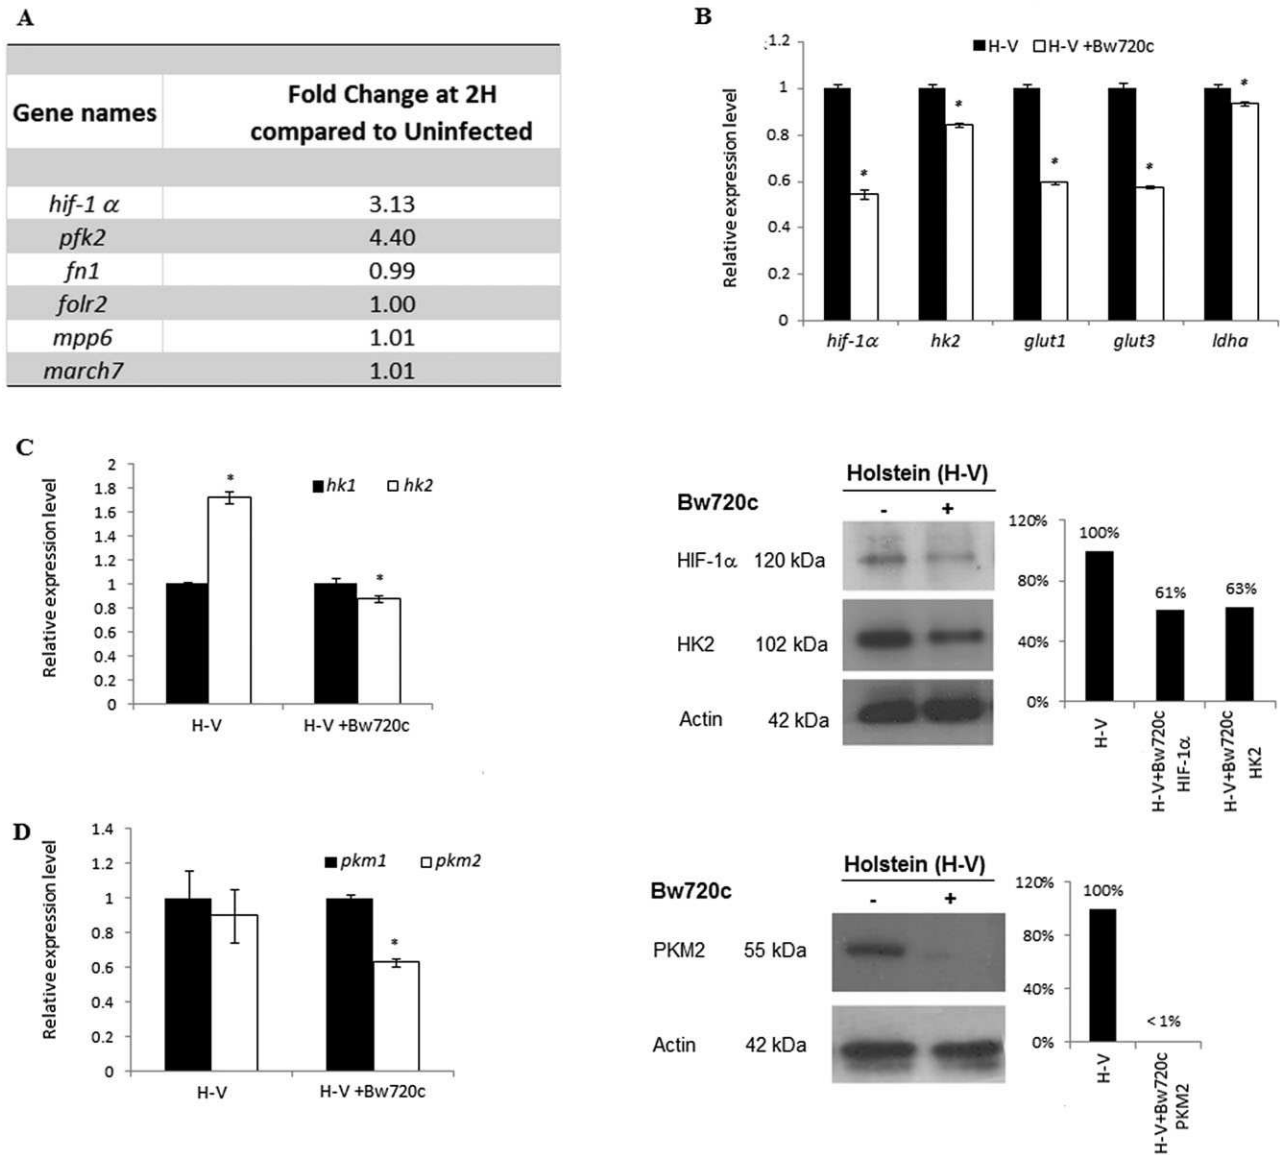 A
Gene names
Fold Change at 2H
compared to Uninfected
hif-1 α 3.13
pfk2 4.40
fn1 0.99
folr2 1.00
mpp6 1.01
march7 1.01
B
H-V H-V +Bw720c
Relative expression level
1.2
1
0.8
0.6
0.4
0.2
0
* * * * *
hif-1α hk2 glut1 glut3 ldha
C
Relative expression level
2
1.8
1.6
1.4
1.2
1
0.8
0.6
0.4
0.2
0
hk1 hk2
* *
H-V H-V +Bw720c
Holstein (H-V)
Bw720c - +
HIF-1α 120 kDa
HK2 102 kDa
Actin 42 kDa
120%
80%
40%
0%
100%
61%
63%
H-V
H-V+Bw720c
HIF-1α
H-V+Bw720c
HK2
D
Relative expression level
1.4
1.2
1
0.8
0.6
0.4
0.2
0
pkm1 pkm2
*
H-V H-V +Bw720c
Holstein (H-V)
Bw720c - +
PKM2 55 kDa
Actin 42 kDa
120%
80%
40%
0%
100%
< 1%
H-V
H-V+Bw720c
PKM2